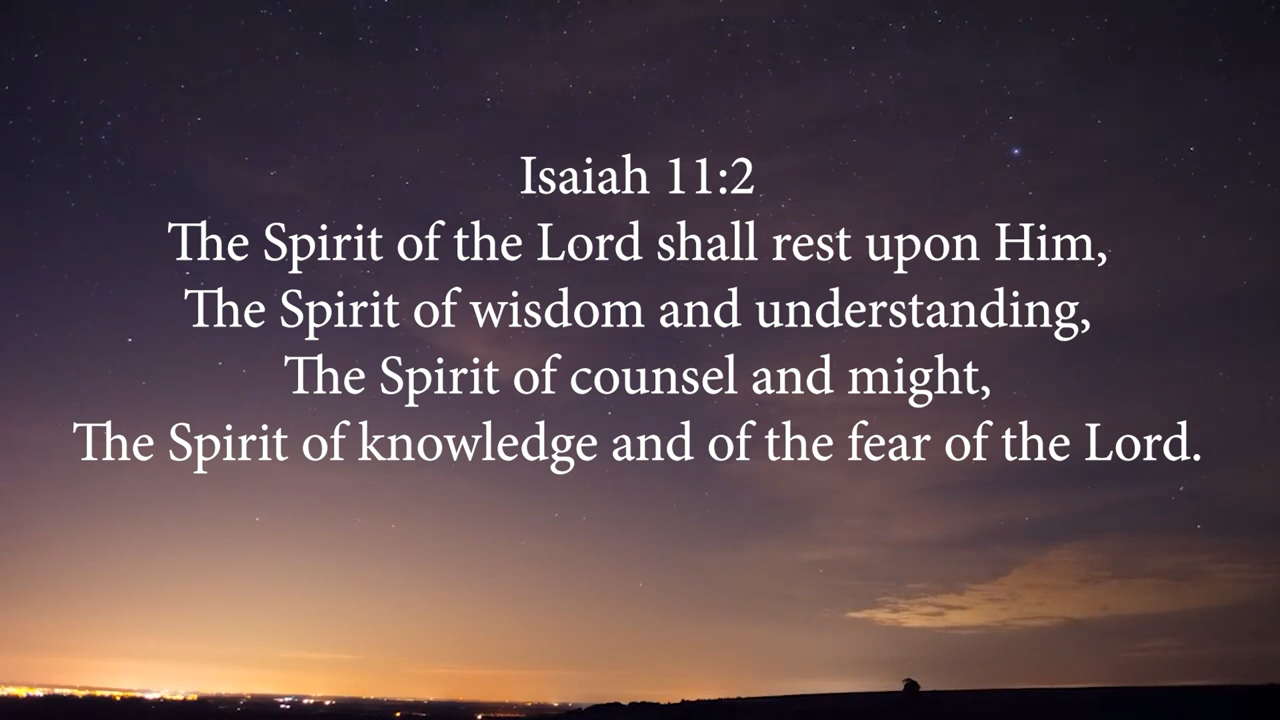 Isaiah 11:2
The Spirit of the Lord shall rest upon Him,
The Spirit of wisdom and understanding,
The Spirit of counsel and might,
The Spirit of knowledge and of the fear of the Lord.